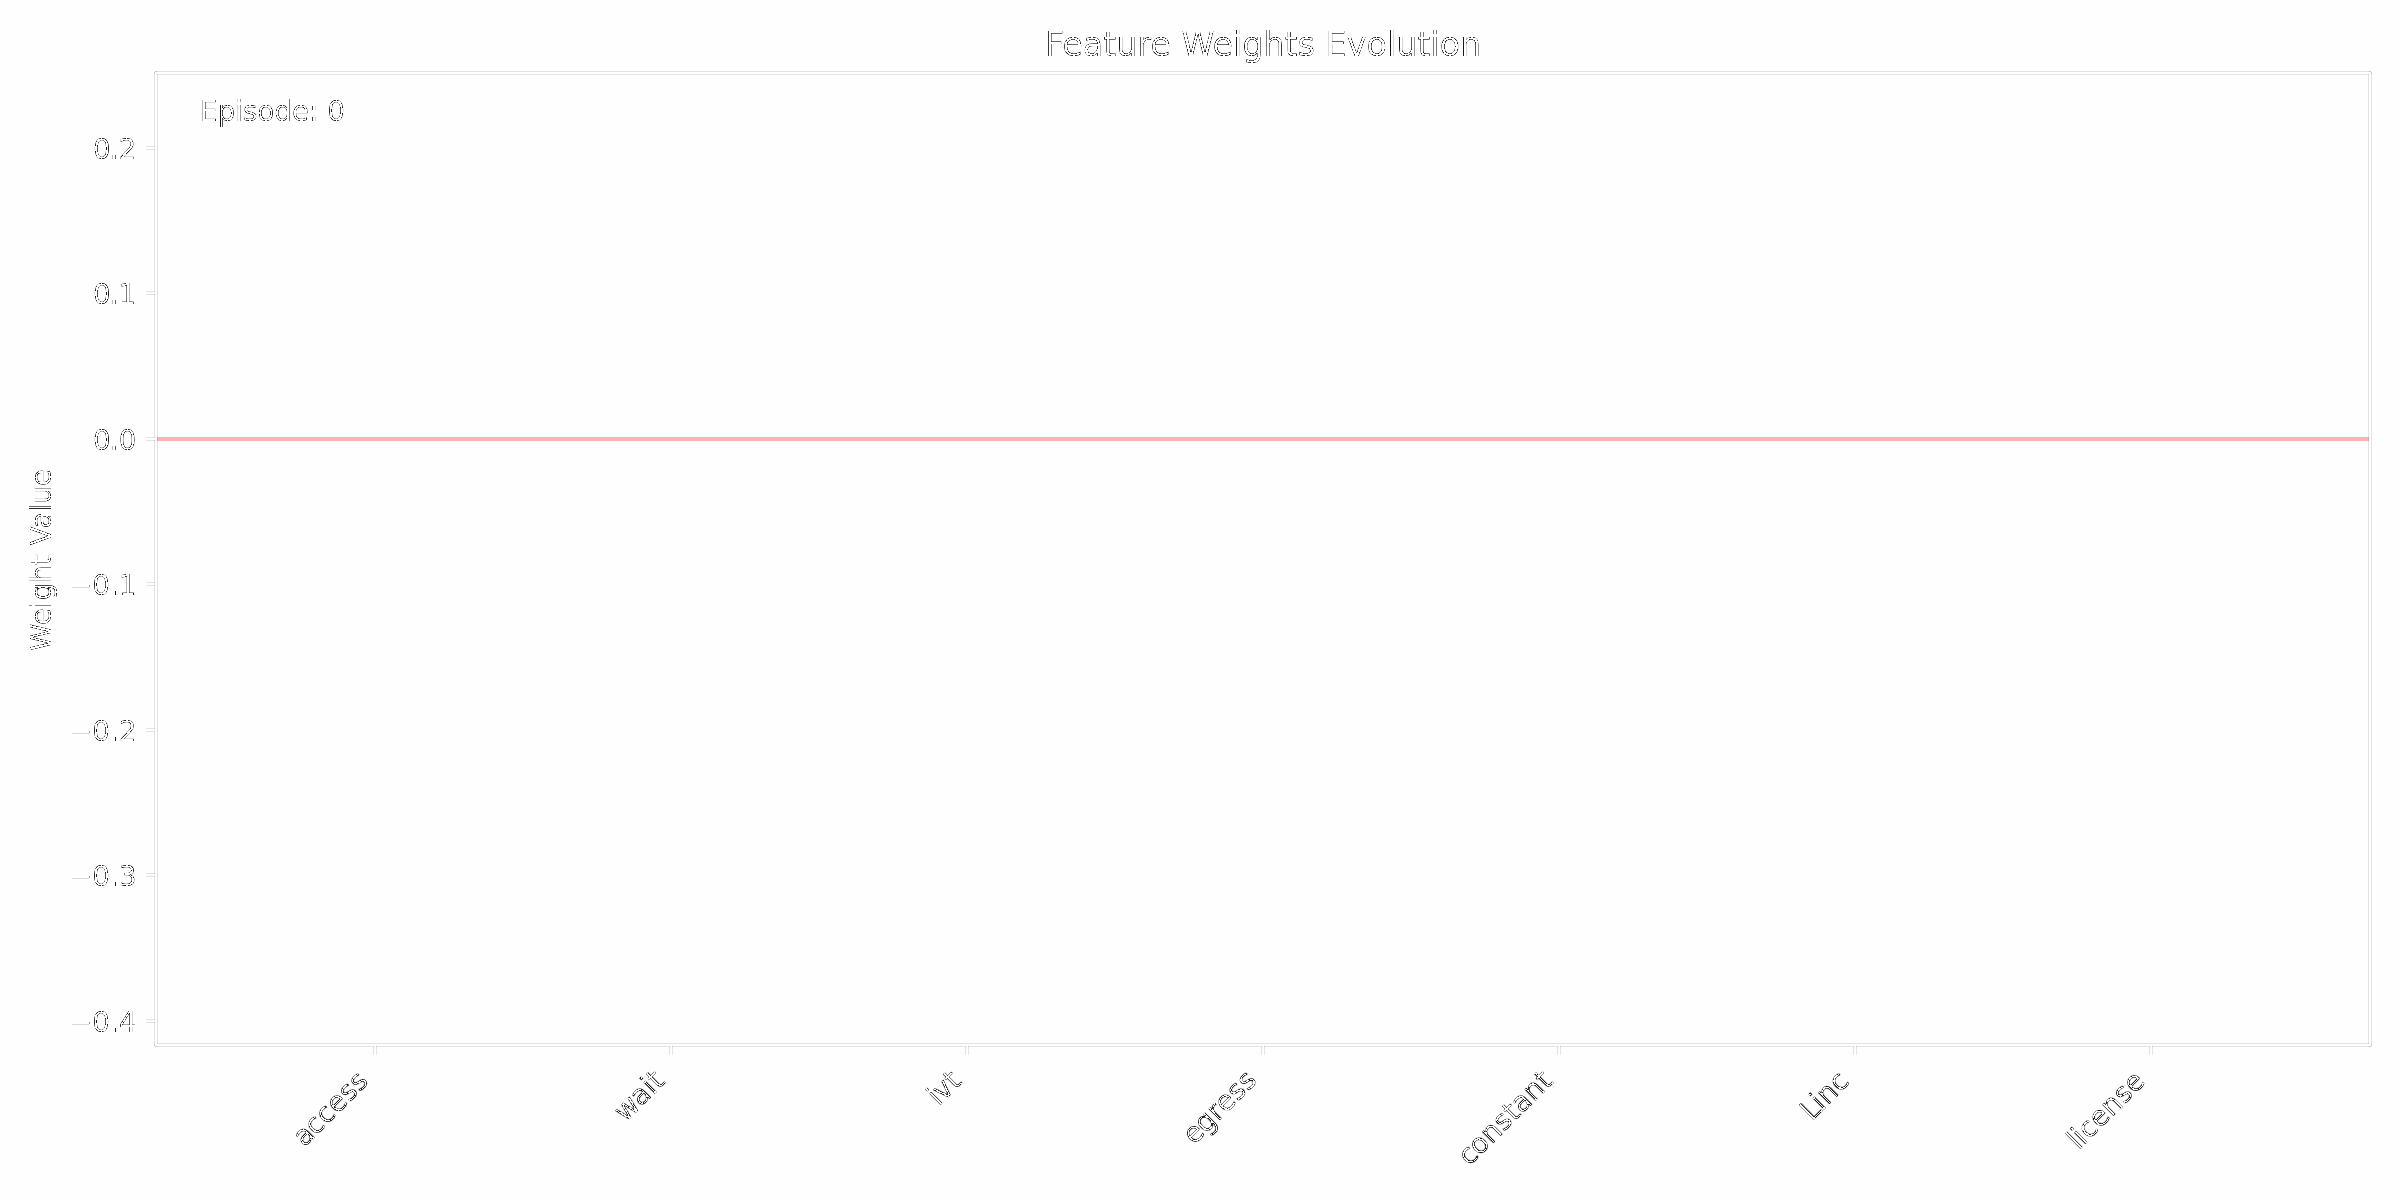 Feature Weights Evolution
Episode: 0
0.2
0.1
0.0
−0.1
−0.2
−0.3
−0.4
Weight Value
access
wait
ivt
egress
constant
Linc
license